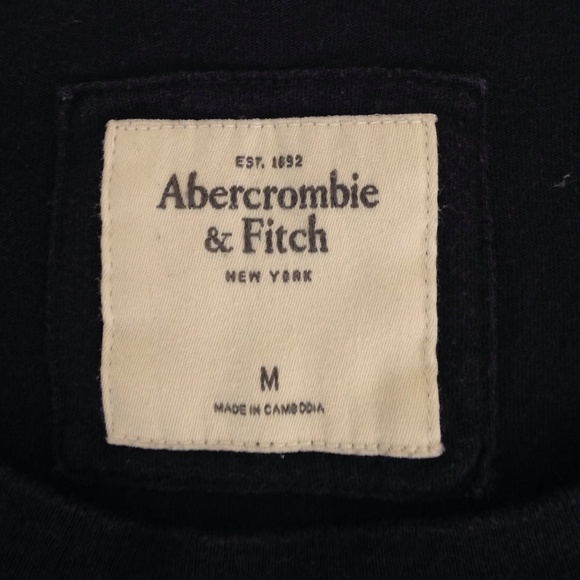 EST. 1892
Abercrombie
& Fitch
NEW YORK
M
MADE IN CAMBODIA